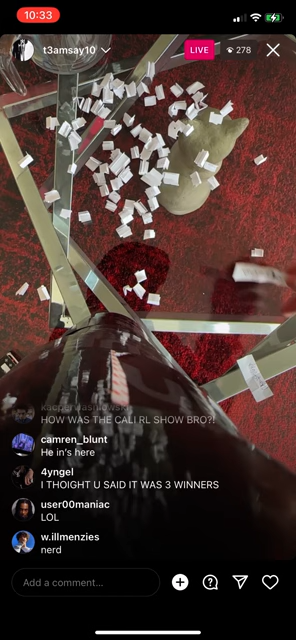 10:33
t3amsay10
LIVE
278
HOW WAS THE CALI RL SHOW BRO?!
camren_blunt
He in's here
4yngel
I THOIGHT U SAID IT WAS 3 WINNERS
user00maniac
LOL
w.illmenzies
nerd
Add a comment...